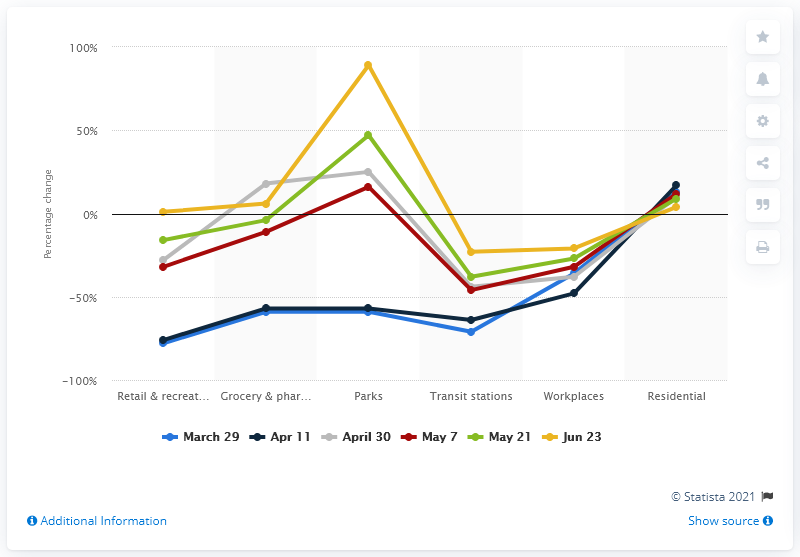 100%
50%
0%
−50%
−100%
Percentage change
Retail & recreat…
Grocery & phar…
Parks
Transit stations
Workplaces
Residential
March 29 Apr 11 April 30 May 7 May 21 Jun 23
© Statista 2021
Additional Information
Show source